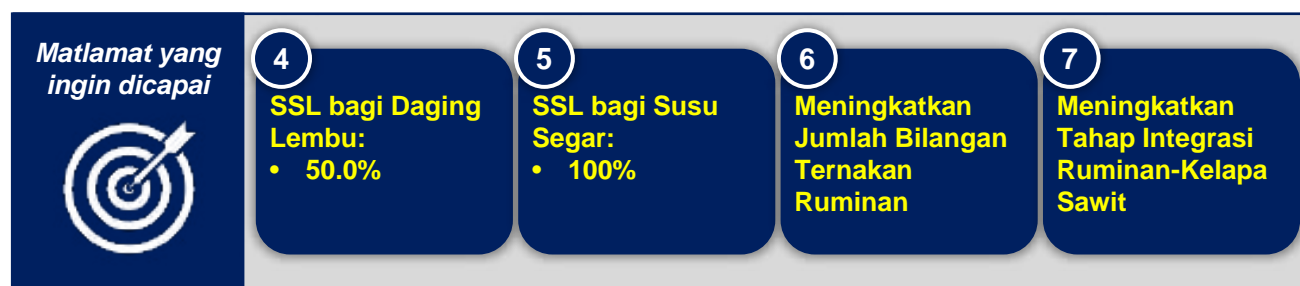 Matlamat yang
ingin dicapai
4
SSL bagi Daging
Lembu:
• 50.0%
5
SSL bagi Susu
Segar:
• 100%
6
Meningkatkan
Jumlah Bilangan
Ternakan
Ruminan
7
Meningkatkan
Tahap Integrasi
Ruminan-Kelapa
Sawit